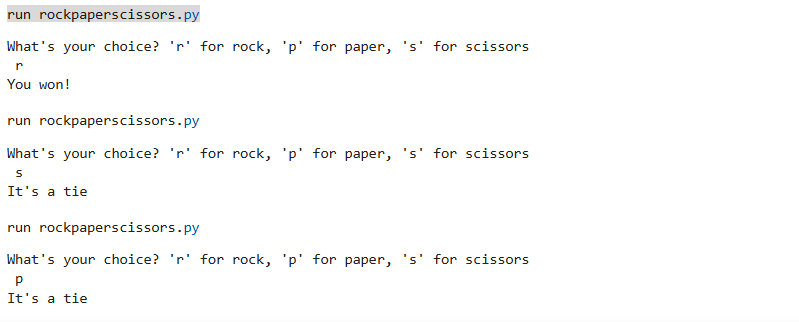 run rockpaperscissors.py
What's your choice? 'r' for rock, 'p' for paper, 's' for scissors
r
You won!
run rockpaperscissors.py
What's your choice? 'r' for rock, 'p' for paper, 's' for scissors
s
It's a tie
run rockpaperscissors.py
What's your choice? 'r' for rock, 'p' for paper, 's' for scissors
p
It's a tie